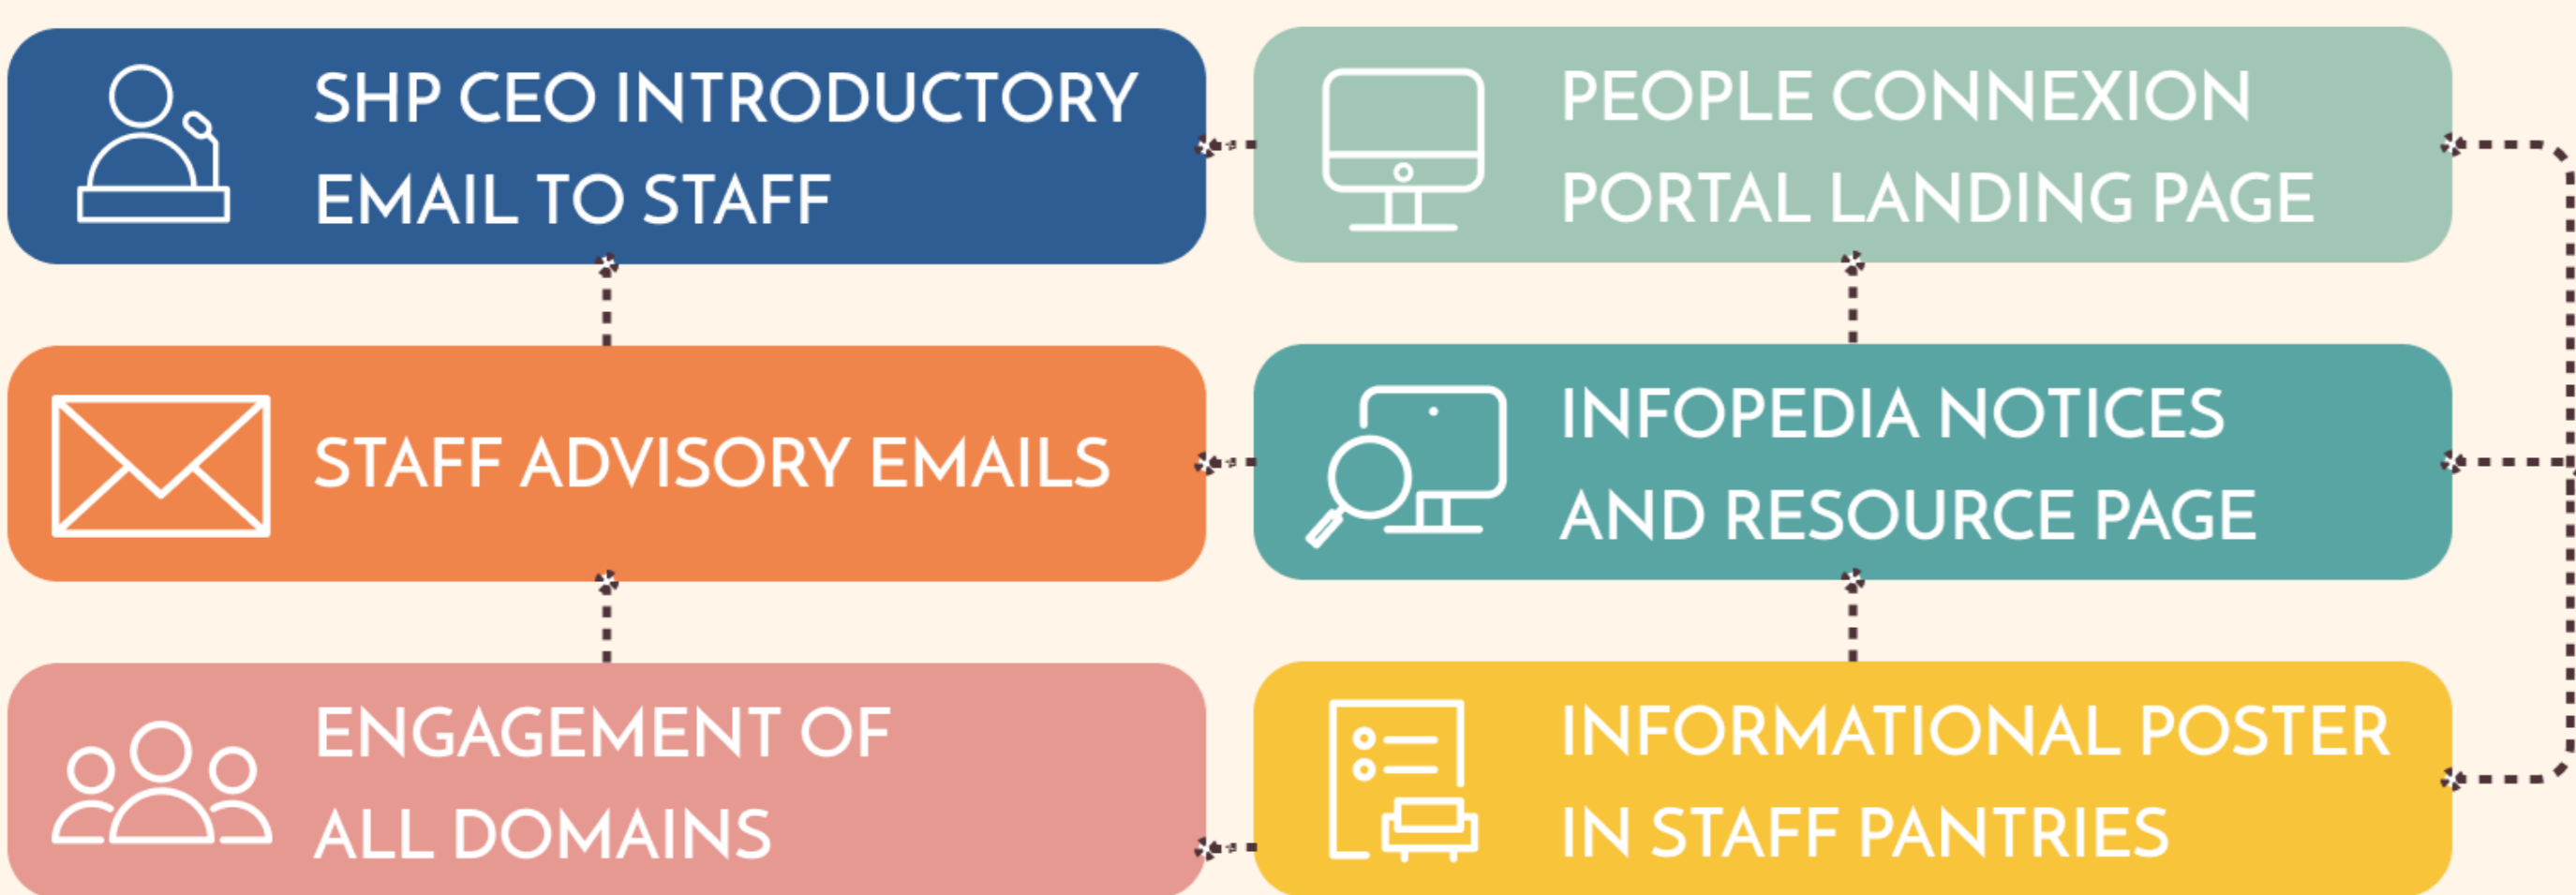 SHP CEO INTRODUCTORY
EMAIL TO STAFF
PEOPLE CONNEXION
PORTAL LANDING PAGE
STAFF ADVISORY EMAILS
INFOPEDIA NOTICES
AND RESOURCE PAGE
ENGAGEMENT OF
ALL DOMAINS
INFORMATIONAL POSTER
IN STAFF PANTRIES